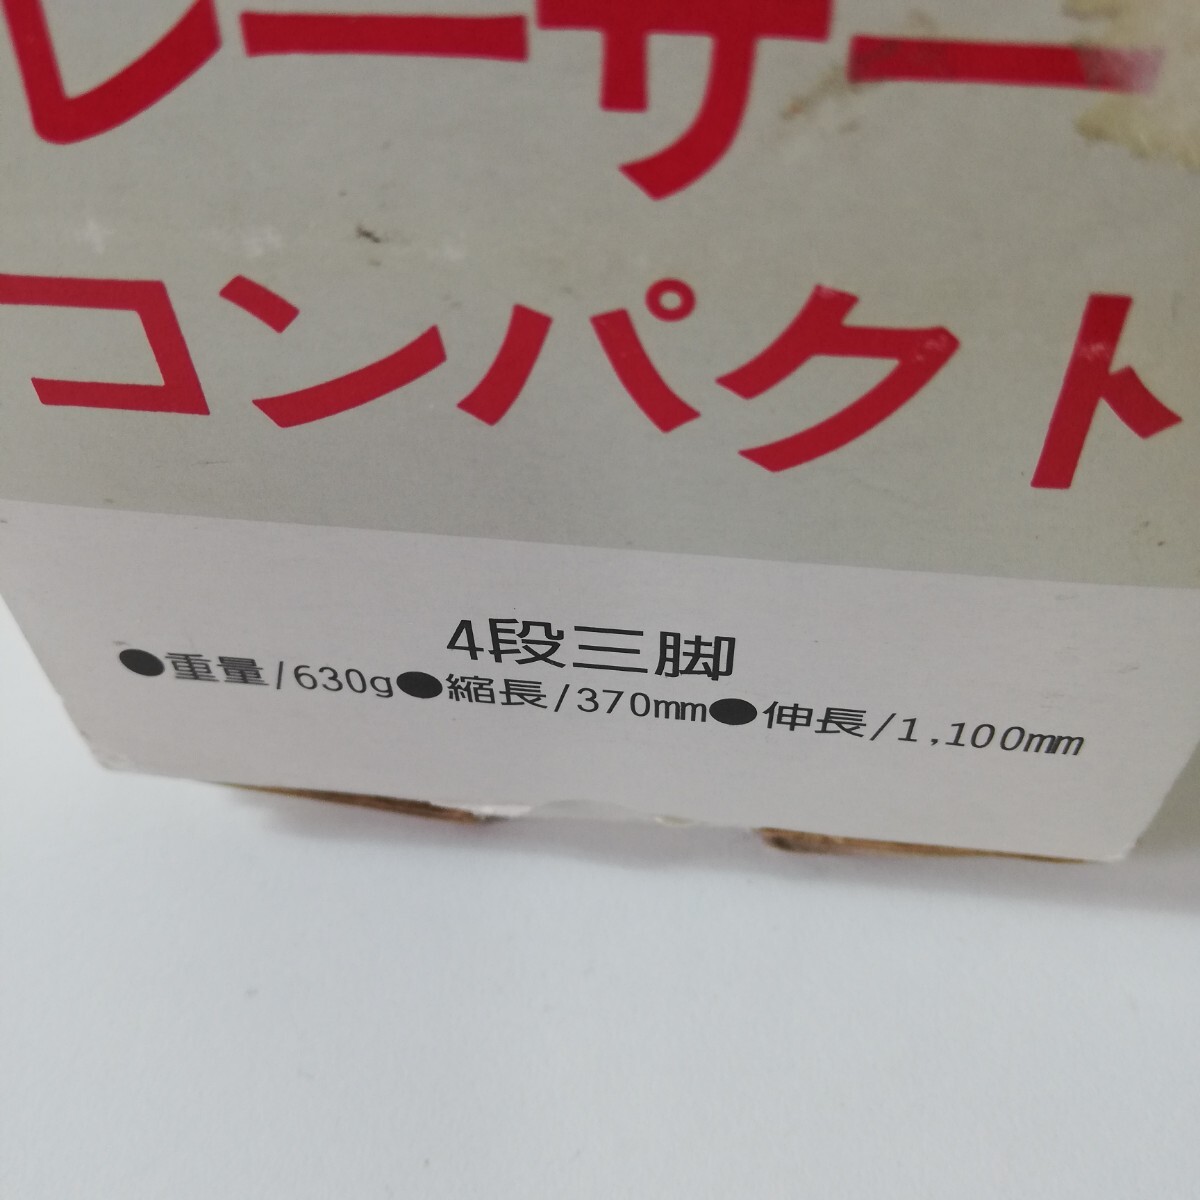 レーサー
コンパクト
4段三脚
●重量/630g●縮長/370mm●伸長/1,100mm